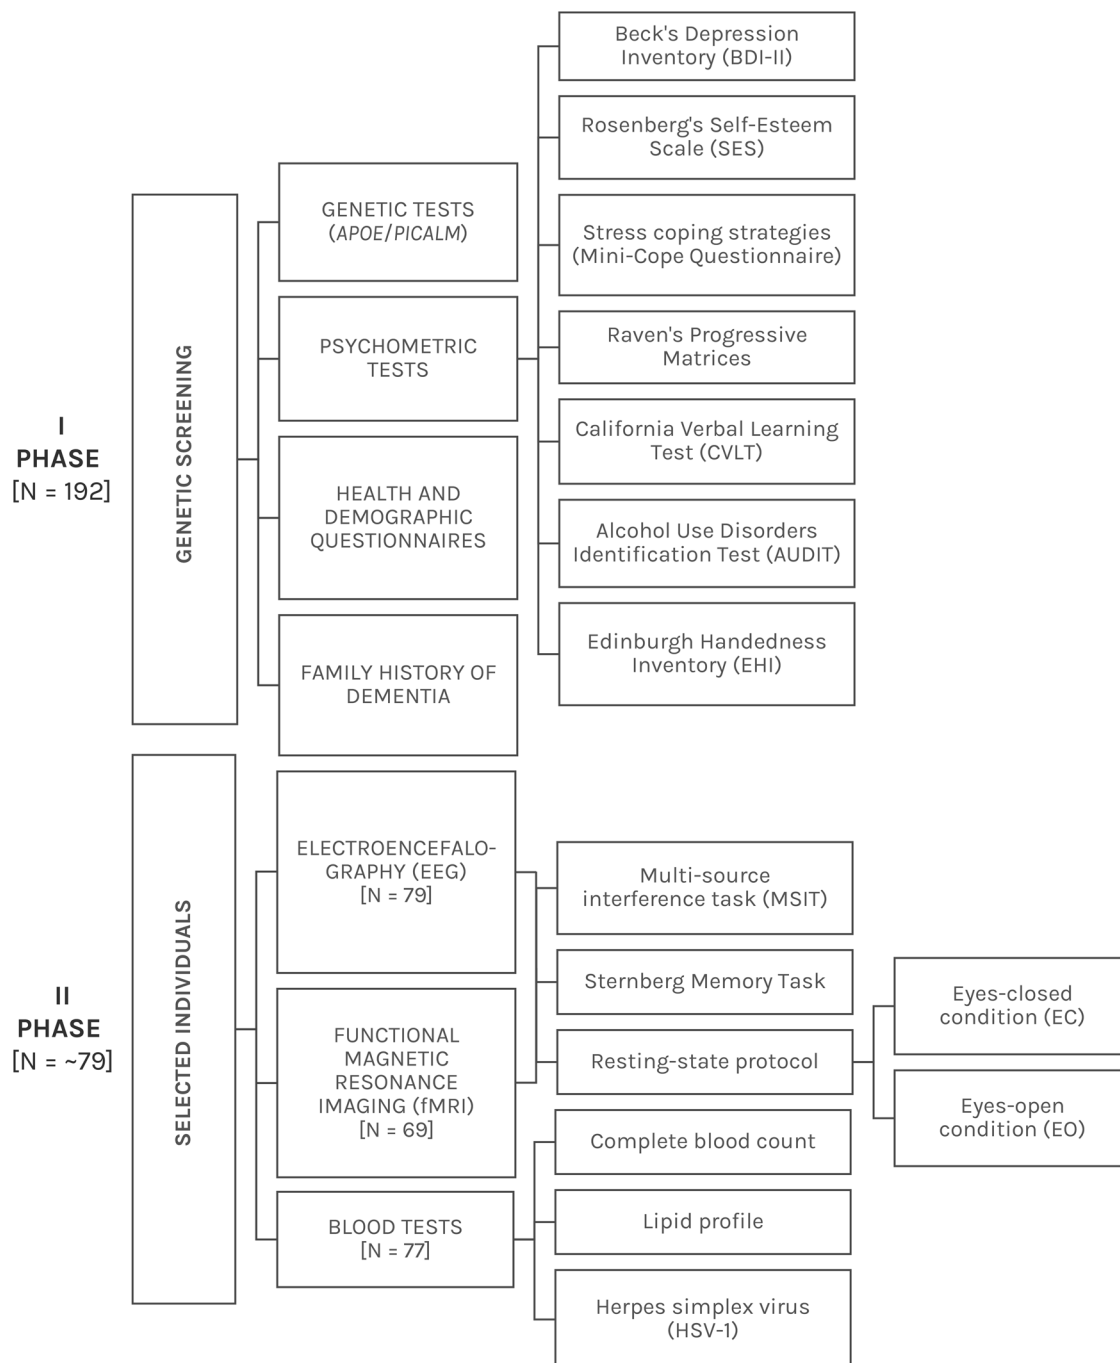 I
PHASE
[N = 192]
GENETIC SCREENING
GENETIC TESTS
(APOE/PICALM)
PSYCHOMETRIC
TESTS
HEALTH AND
DEMOGRAPHIC
QUESTIONNAIRES
FAMILY HISTORY OF
DEMENTIA
Beck's Depression
Inventory (BDI-II)
Rosenberg's Self-Esteem
Scale (SES)
Stress coping strategies
(Mini-Cope Questionnaire)
Raven's Progressive
Matrices
California Verbal Learning
Test (CVLT)
Alcohol Use Disorders
Identification Test (AUDIT)
Edinburgh Handedness
Inventory (EHI)
II
PHASE
[N = ~79]
SELECTED INDIVIDUALS
ELECTROENCEFALO-
GRAPHY (EEG)
[N = 79]
FUNCTIONAL
MAGNETIC
RESONANCE
IMAGING (fMRI)
[N = 69]
BLOOD TESTS
[N = 77]
Multi-source
interference task (MSIT)
Sternberg Memory Task
Resting-state protocol
Eyes-closed
condition (EC)
Eyes-open
condition (EO)
Complete blood count
Lipid profile
Herpes simplex virus
(HSV-1)